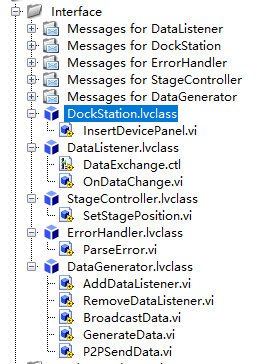 Interface
Messages for DataListener
Messages for DockStation
Messages for ErrorHandler
Messages for StageController
Messages for DataGenerator
DockStation.lvclass
InsertDevicePanel.vi
DataListener.lvclass
DataExchange.ctl
OnDataChange.vi
StageController.lvclass
SetStagePosition.vi
ErrorHandler.lvclass
ParseError.vi
DataGenerator.lvclass
AddDataListener.vi
RemoveDataListener.vi
BroadcastData.vi
GenerateData.vi
P2PSendData.vi